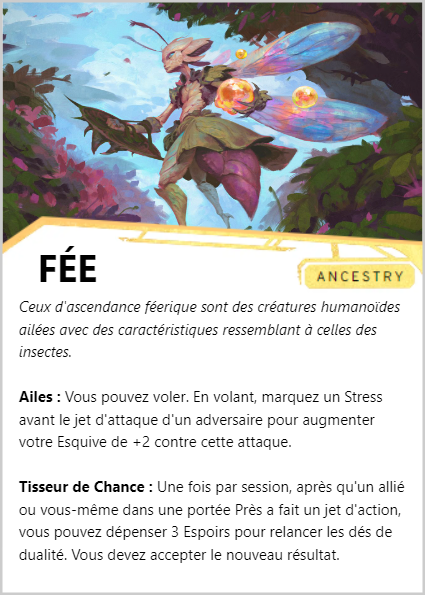 FÉE
ANCESTRY
Ceux d'ascendance féerique sont des créatures humanoïdes
ailées avec des caractéristiques ressemblant à celles des
insectes.
Ailes : Vous pouvez voler. En volant, marquez un Stress
avant le jet d'attaque d'un adversaire pour augmenter
votre Esquive de +2 contre cette attaque.
Tisseur de Chance : Une fois par session, après qu'un allié
ou vous-même dans une portée Près a fait un jet d'action,
vous pouvez dépenser 3 Espoirs pour relancer les dés de
dualité. Vous devez accepter le nouveau résultat.